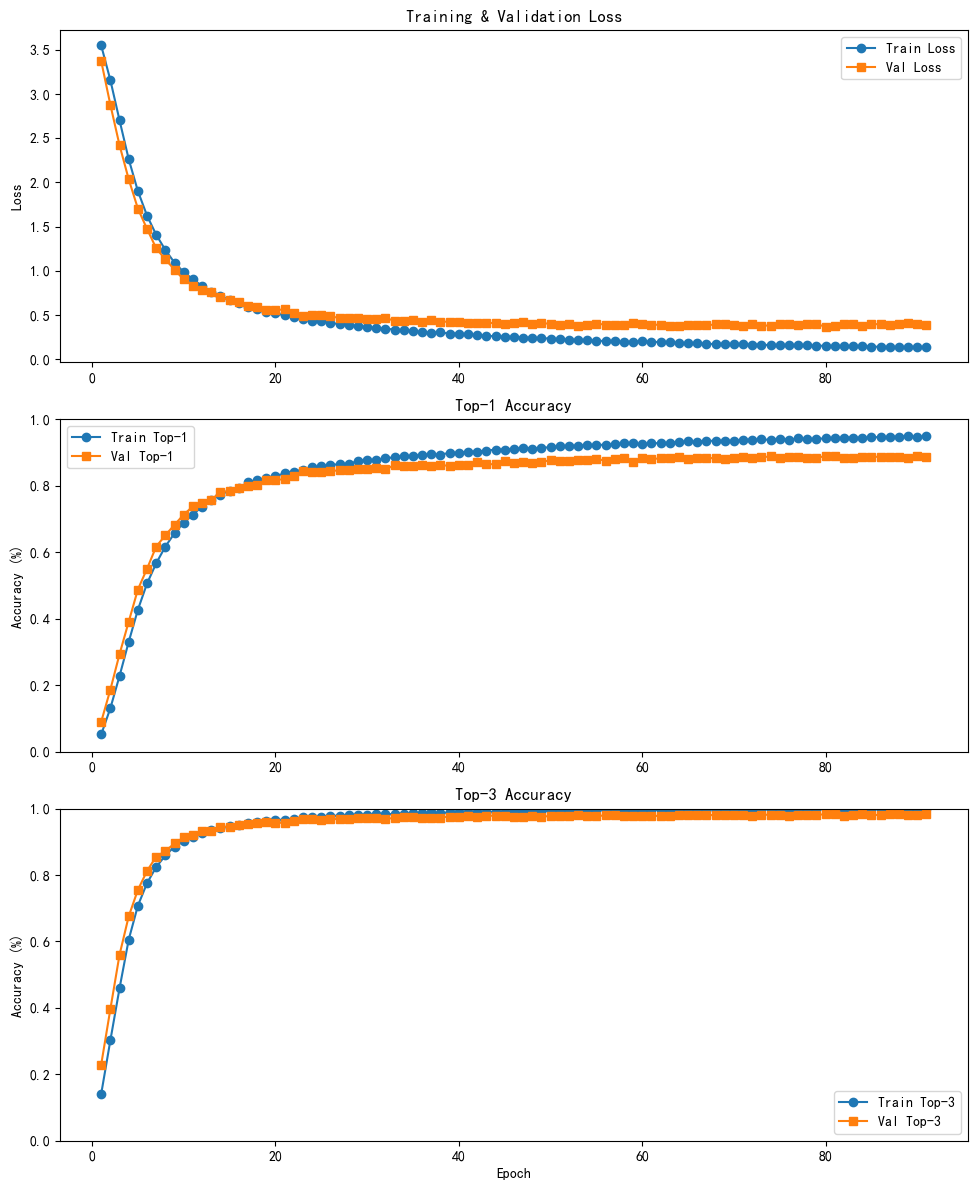 Training & Validation Loss
3.5
3.0
2.5
2.0
1.5
1.0
0.5
0.0
Loss
Train Loss
Val Loss
0 20 40 60 80
Top-1 Accuracy
1.0
0.8
0.6
0.4
0.2
0.0
Accuracy (%)
Train Top-1
Val Top-1
0 20 40 60 80
Top-3 Accuracy
1.0
0.8
0.6
0.4
0.2
0.0
Accuracy (%)
Train Top-3
Val Top-3
0 20 40 60 80
Epoch